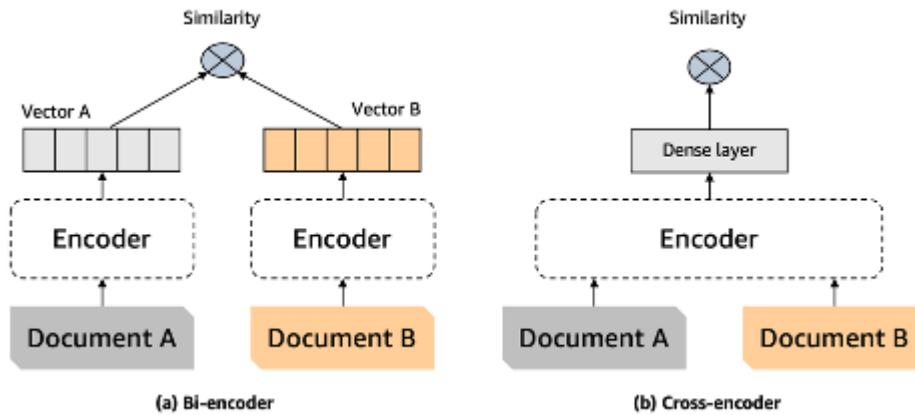 Similarity
Vector A
Vector B
Encoder
Encoder
Document A
Document B
(a) Bi-encoder
Similarity
Dense layer
Encoder
Document A
Document B
(b) Cross-encoder